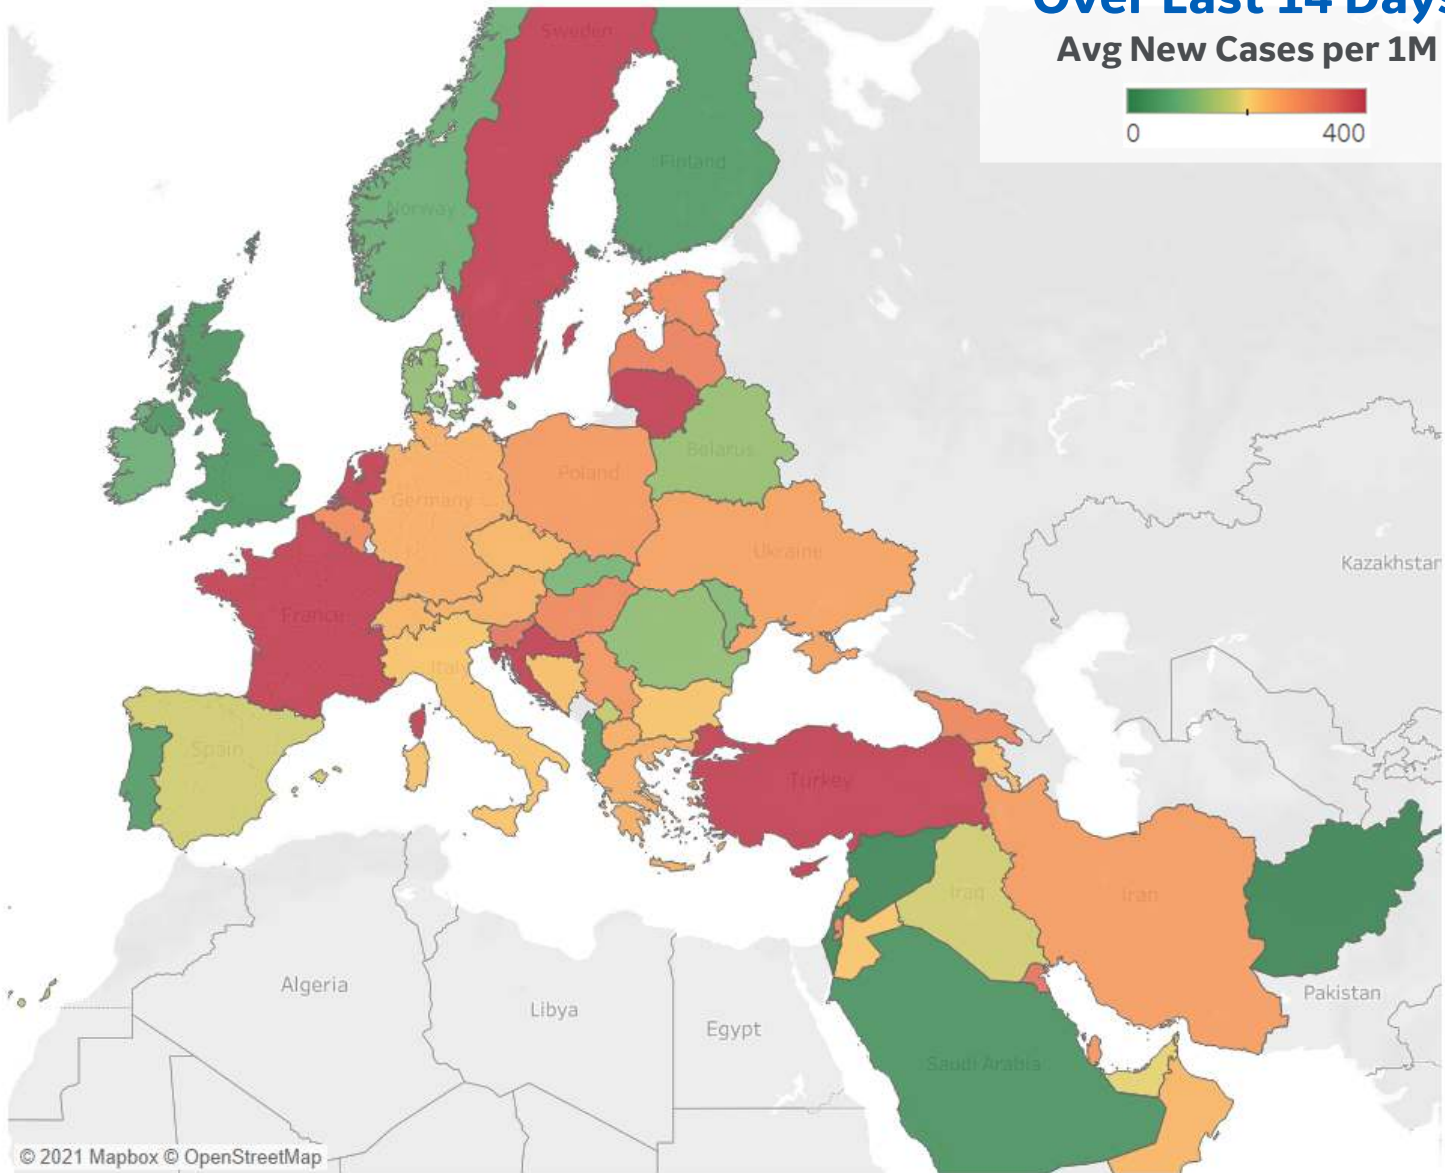 Over Last 14 Days
Avg New Cases per 1M
0
400
Sweden
Finland
Norway
Belarus
Poland
Germany
Ukraine
Kazakhstan
France
Italy
Spain
Turkey
Iraq
Iran
Algeria
Libya
Egypt
Pakistan
Saudi Arabia
© 2021 Mapbox © OpenStreetMap